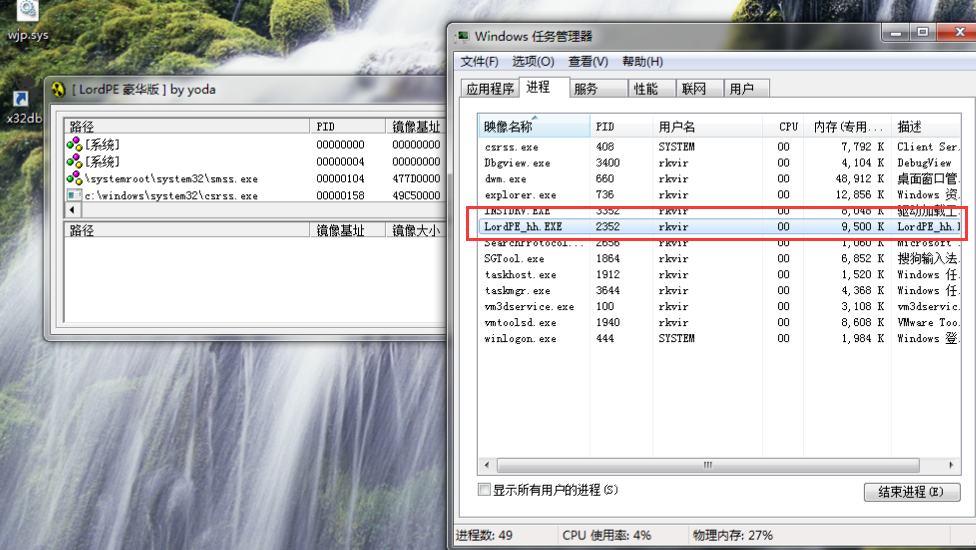 wjp.sys
x32db
[ LordPE 豪华版 ] by yoda
路径 PID 镜像基址
[系统] 00000000 00000000
[系统] 00000004 00000000
\systemroot\system32\smss.exe 00000104 477D0000
c:\windows\system32\csrss.exe 00000158 49C50000
路径 镜像基址 镜像大小
Windows 任务管理器
文件(F) 选项(O) 查看(V) 帮助(H)
应用程序 进程 服务 性能 联网 用户
映像名称 PID 用户名 CPU 内存(专用... 描述
csrss.exe 408 SYSTEM 00 7,792 K Client Ser.
Dbgview.exe 3400 rkvir 00 4,104 K DebugView
dwm.exe 660 rkvir 00 48,912 K 桌面窗口管.
explorer.exe 736 rkvir 00 12,856 K Windows 资.
INSTDRV.EXE 3352 rkvir 00 8,048 K 驱动加载工.
LordPE_hh.EXE 2352 rkvir 00 9,500 K LordPE_hh.
SearchProtocol... 2656 rkvir 00 1,060 K Microsoft
SGTool.exe 1864 rkvir 00 6,852 K 搜狗输入法.
taskhost.exe 1912 rkvir 00 1,520 K Windows 任.
taskmgr.exe 3644 rkvir 00 4,368 K Windows 任.
vm3dservice.exe 100 rkvir 00 3,108 K vm3dservic.
vmtoolsd.exe 1940 rkvir 00 8,608 K VMware Too.
winlogon.exe 444 SYSTEM 00 1,984 K Windows 登.
显示所有用户的进程(S) 结束进程(E)
进程数: 49 CPU 使用率: 4% 物理内存: 27%